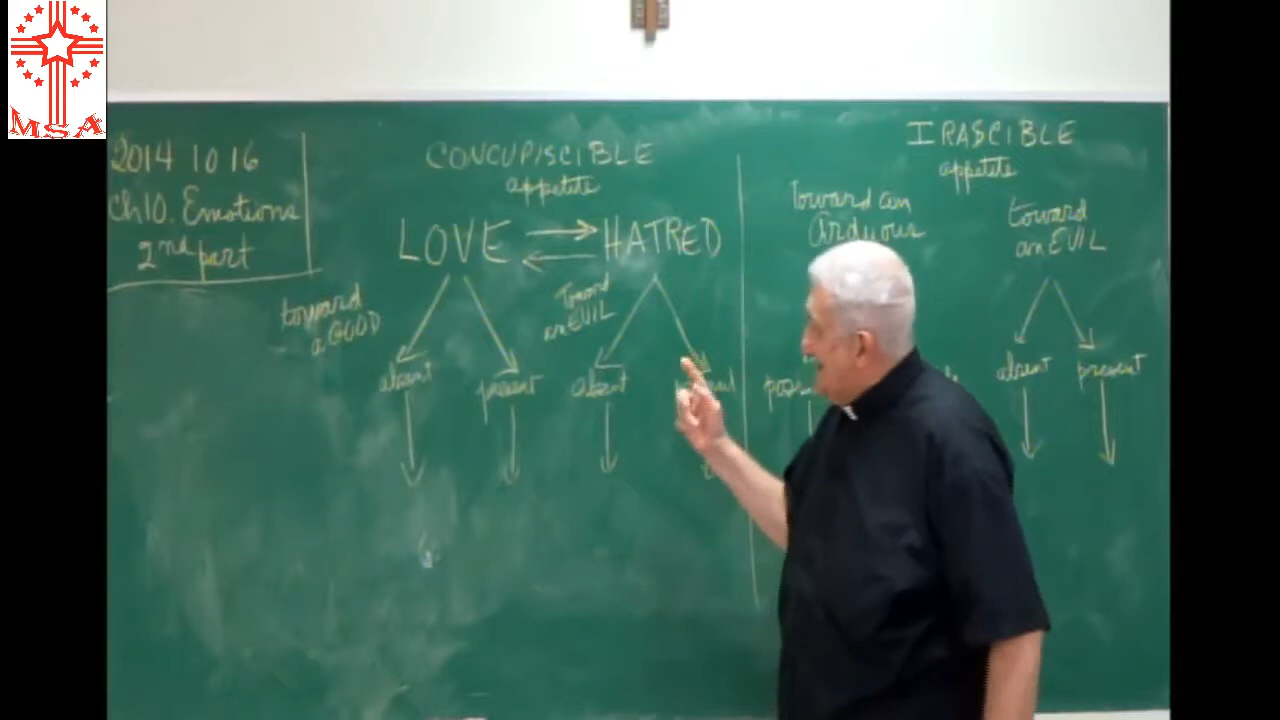 MSA
2014 10 16
Ch10. Emotions
2nd part
CONCUPISCIBLE
appetite
LOVE HATRED
toward
a GOOD
absent present
Toward
an EVIL
absent
IRASCIBLE
appetite
Toward an
Arduous
toward
an EVIL
absent present